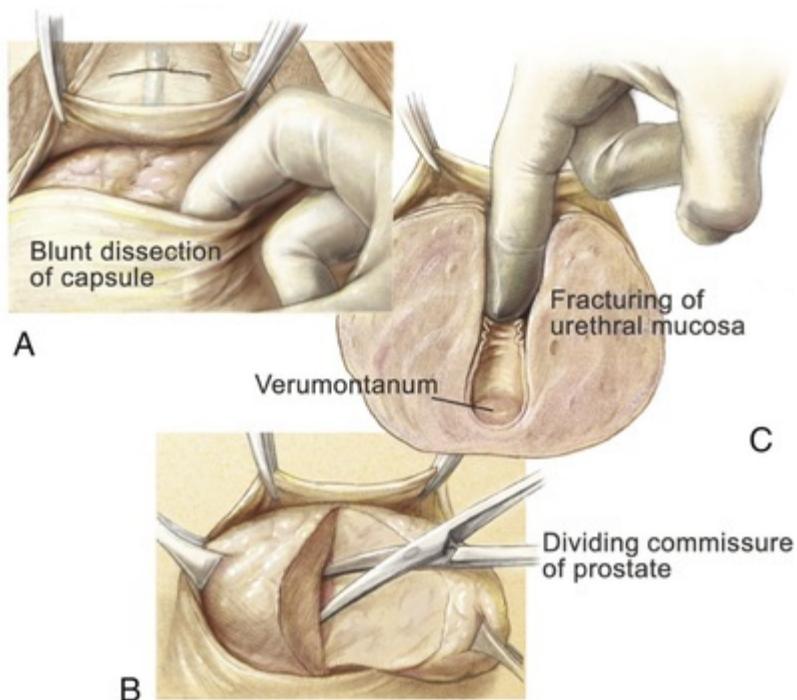 Blunt dissection
of capsule
A
Fracturing of
urethral mucosa
Verumontanum
C
Dividing commissure
of prostate
B